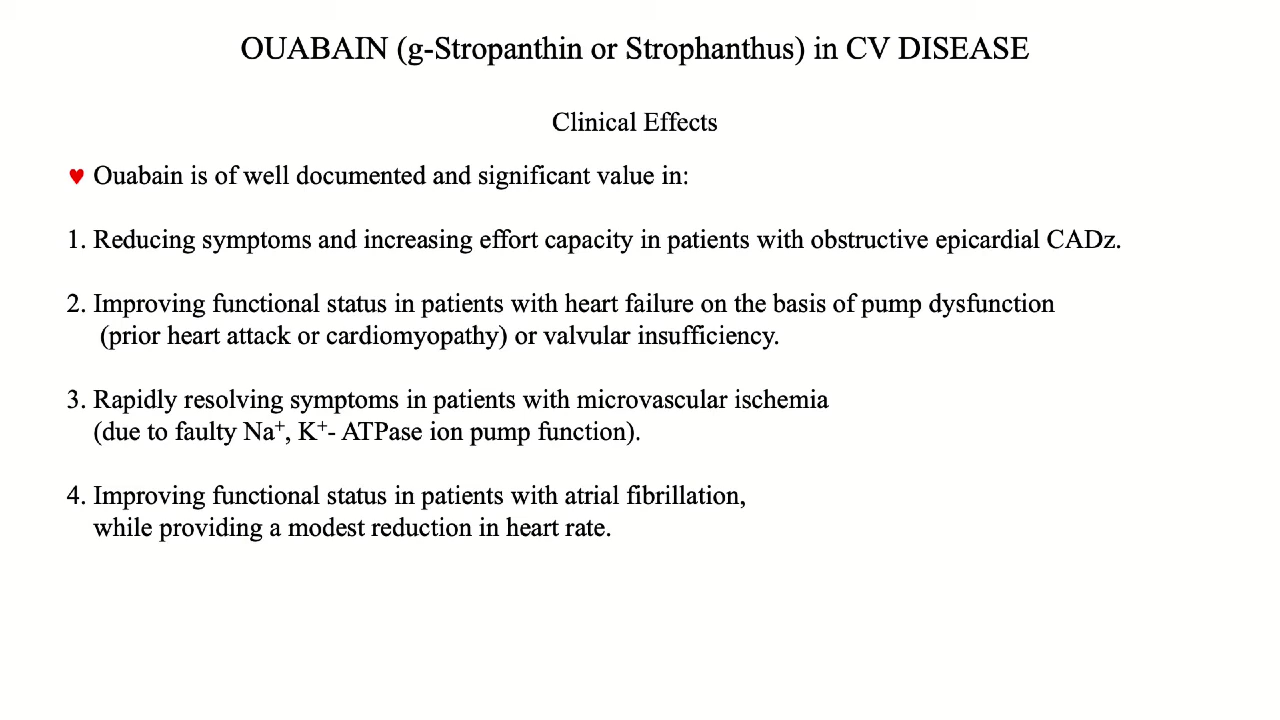 OUABAIN (g-Stropanthin or Strophanthus) in CV DISEASE
Clinical Effects
♥ Ouabain is of well documented and significant value in:
1. Reducing symptoms and increasing effort capacity in patients with obstructive epicardial CADz.
2. Improving functional status in patients with heart failure on the basis of pump dysfunction
(prior heart attack or cardiomyopathy) or valvular insufficiency.
3. Rapidly resolving symptoms in patients with microvascular ischemia
(due to faulty Na⁺, K⁺- ATPase ion pump function).
4. Improving functional status in patients with atrial fibrillation,
while providing a modest reduction in heart rate.